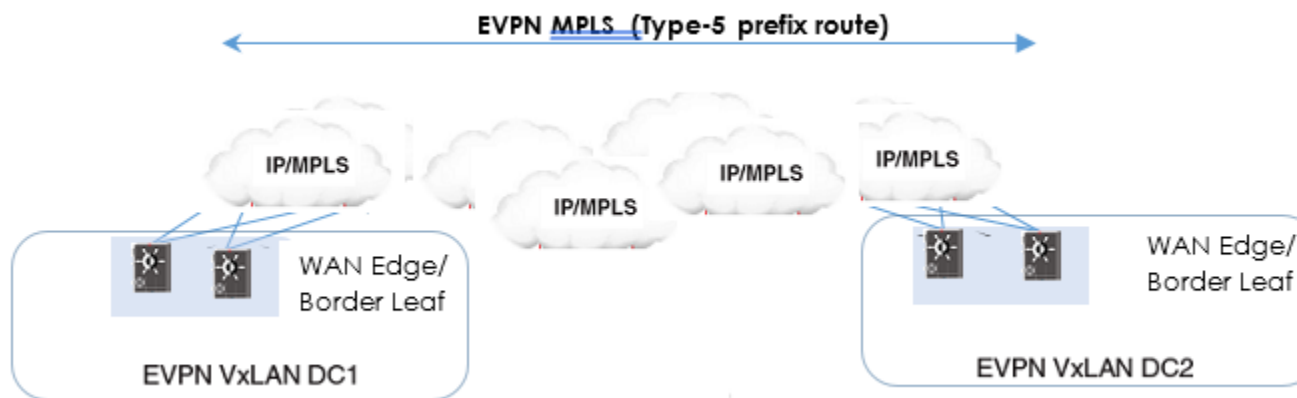 EVPN MPLS (Type-5 prefix route)
IP/MPLS
IP/MPLS
IP/MPLS
IP/MPLS
WAN Edge/
Border Leaf
EVPN VxLAN DC1
WAN Edge/
Border Leaf
EVPN VxLAN DC2